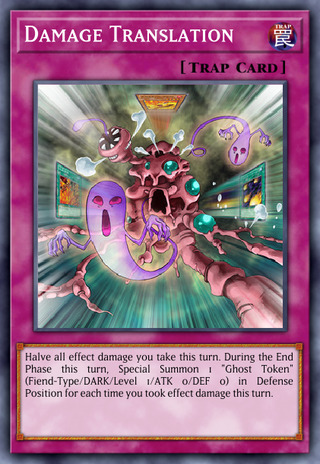 Damage Translation
TRAP
罠
[Trap Card]
Halve all effect damage you take this turn. During the End
Phase this turn, Special Summon 1 "Ghost Token"
(Fiend-Type/DARK/Level 1/ATK 0/DEF 0) in Defense
Position for each time you took effect damage this turn.